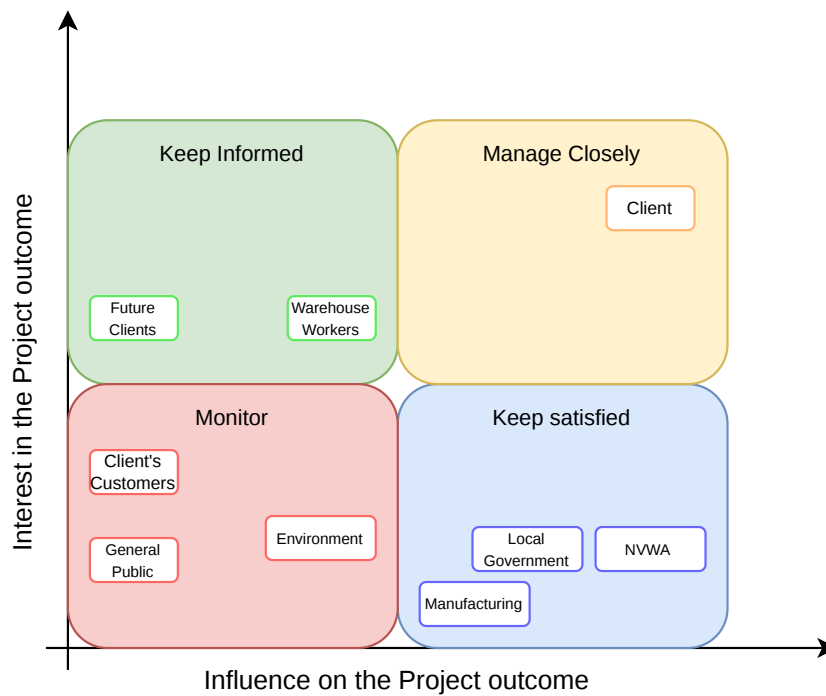 Keep Informed
Manage Closely
Client
Future
Clients
Warehouse
Workers
Monitor
Keep satisfied
Client's
Customers
General
Public
Environment
Local
Government
NVWA
Manufacturing
Interest in the Project outcome
Influence on the Project outcome